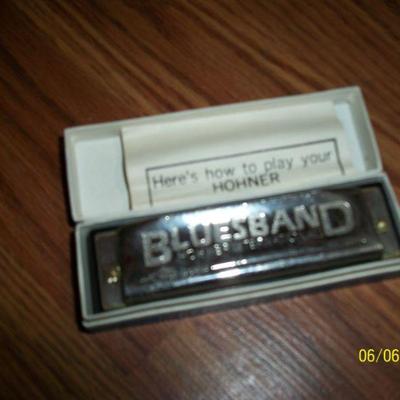 Here's how to play your
HOHNER
BLUESBAND
06/06